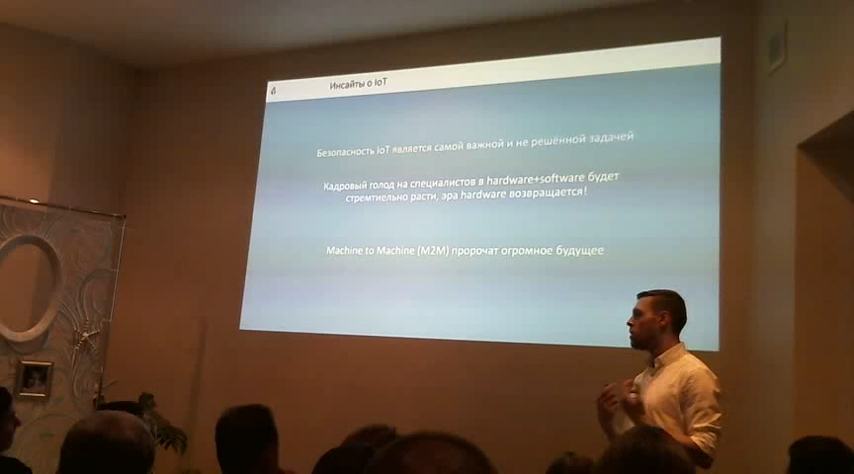 Инсайты о IoT
Безопасность IoT является самой важной и не решённой задачей
Кадровый голод на специалистов в hardware+software будет
стремтиельно расти, эра hardware возвращается!
Machine to Machine (M2M) пророчат огромное будущее